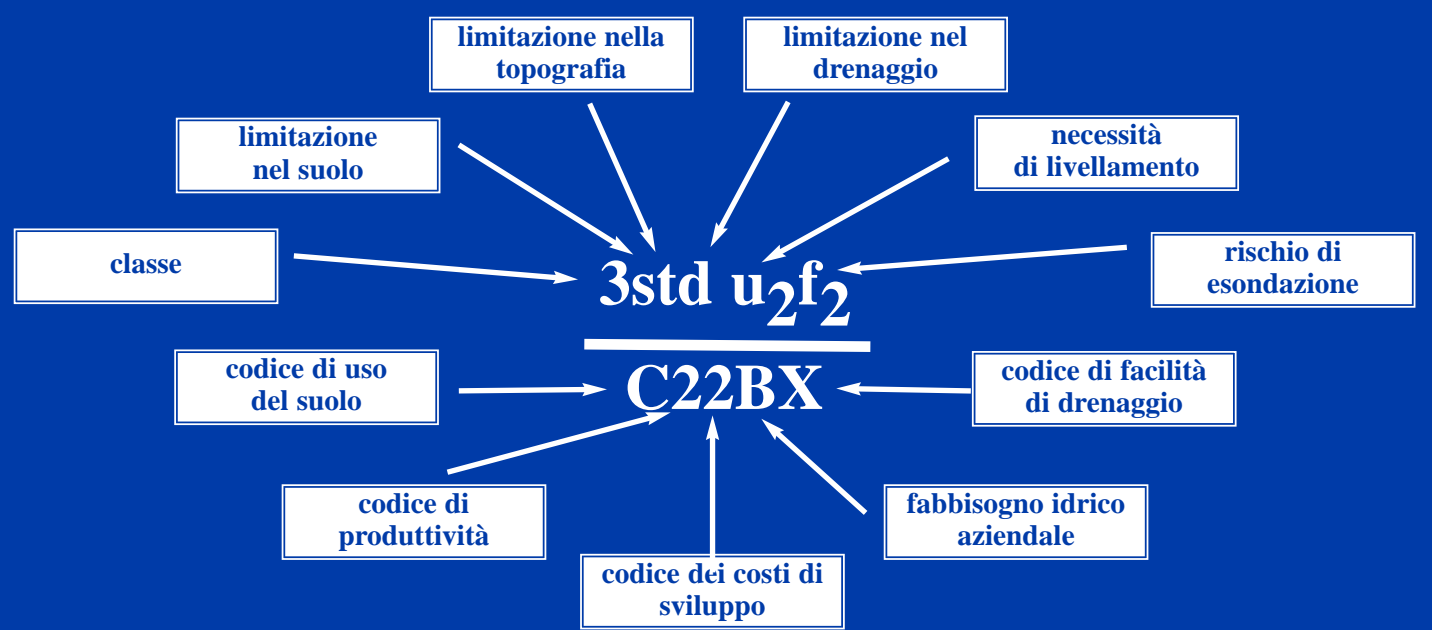 limitazione nella
topografia
limitazione nel
drenaggio
limitazione
nel suolo
necessità
di livellamento
classe
rischio di
esondazione
3std u₂f₂
codice di uso
del suolo
C22BX
codice di facilità
di drenaggio
codice di
produttività
fabbisogno idrico
aziendale
codice dei costi di
sviluppo